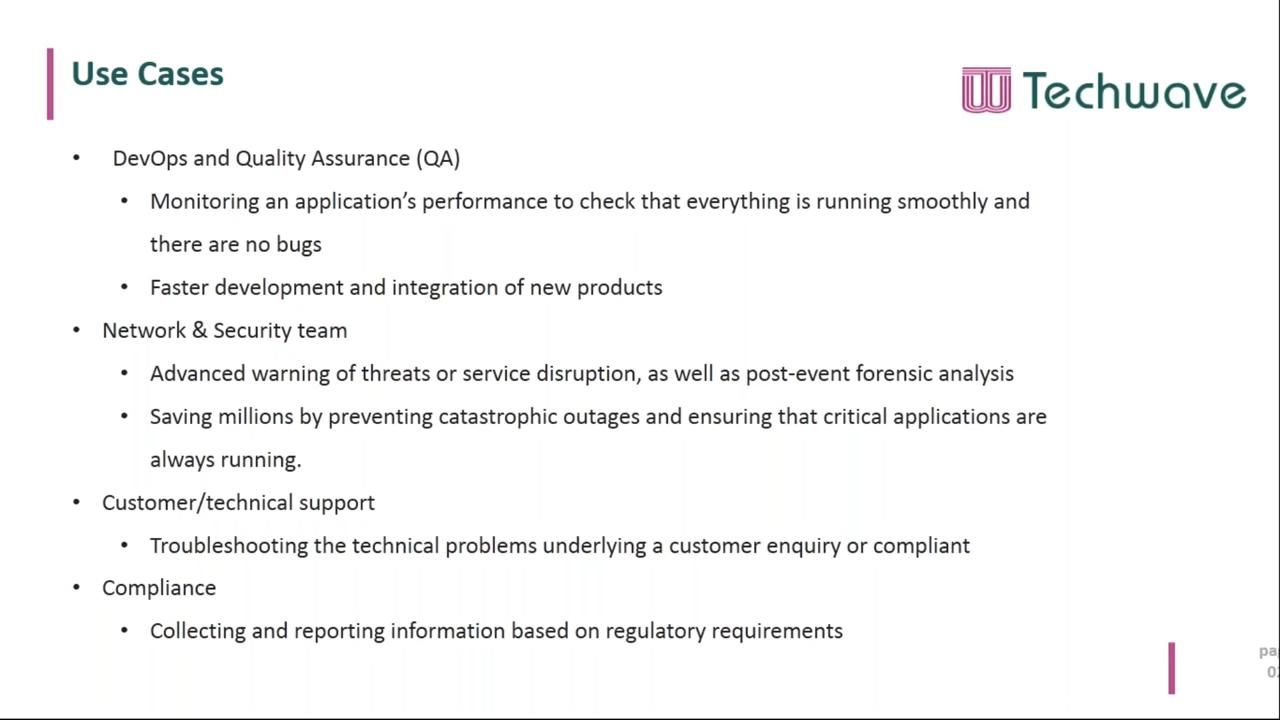 Use Cases
Techwave
• DevOps and Quality Assurance (QA)
• Monitoring an application’s performance to check that everything is running smoothly and
there are no bugs
• Faster development and integration of new products
• Network & Security team
• Advanced warning of threats or service disruption, as well as post-event forensic analysis
• Saving millions by preventing catastrophic outages and ensuring that critical applications are
always running.
• Customer/technical support
• Troubleshooting the technical problems underlying a customer enquiry or compliant
• Compliance
• Collecting and reporting information based on regulatory requirements